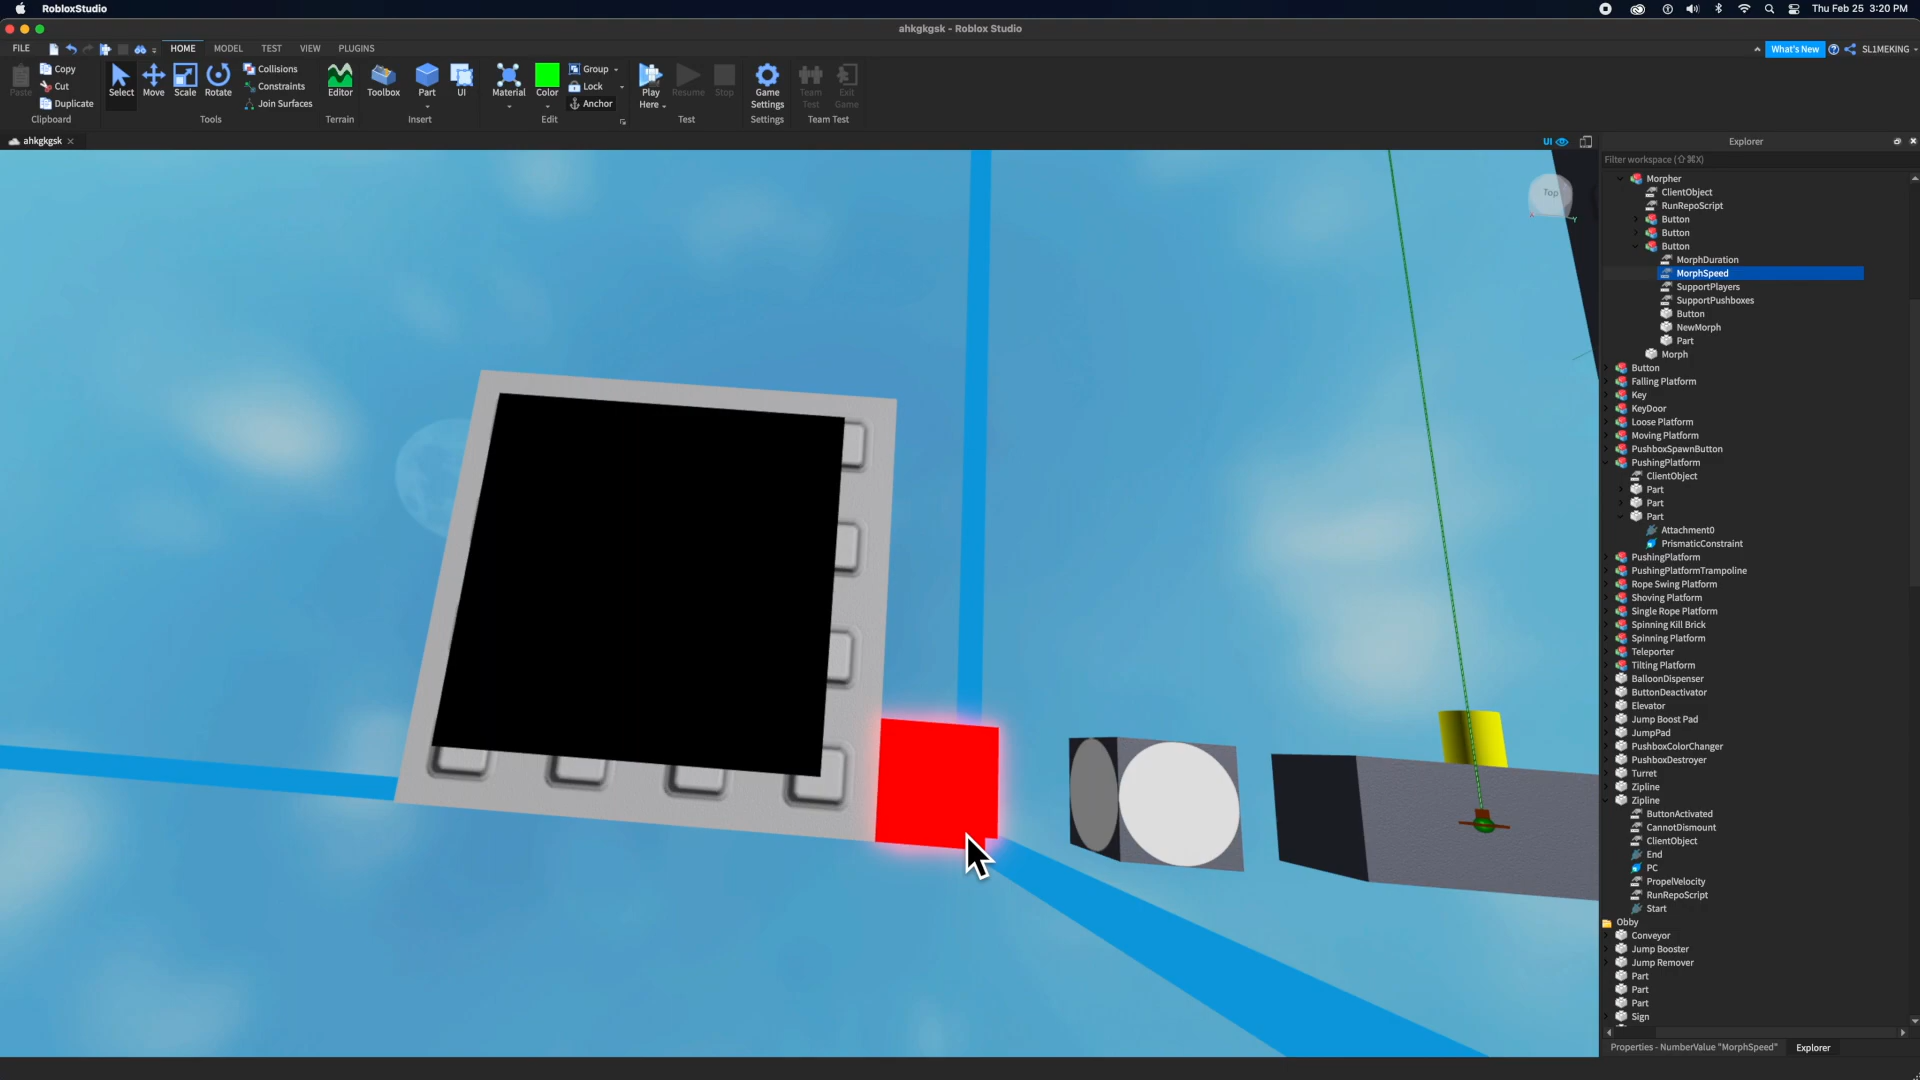 RobloxStudio
Thu Feb 25 3:20 PM
ahkgkgsk - Roblox Studio
FILE HOME MODEL TEST VIEW PLUGINS What's New SL1MEKING
Paste Copy Cut Duplicate
Select Move Scale Rotate
Collisions
Constraints
Join Surfaces
Editor Toolbox Part UI Material Color
Group
Lock
Anchor
Play Here Resume Stop
Game Settings
Team Test
Exit Game
Clipboard Tools Terrain Insert Edit Test Settings Team Test
ahkgkgsk
UI
Explorer
Filter workspace (⇧⌘X)
Top
Morpher
ClientObject
RunRepoScript
Button
Button
Button
MorphDuration
MorphSpeed
SupportPlayers
SupportPushboxes
Button
NewMorph
Part
Morph
Button
Falling Platform
Key
KeyDoor
Loose Platform
Moving Platform
PushboxSpawnButton
PushingPlatform
ClientObject
Part
Part
Part
Attachment0
PrismaticConstraint
PushingPlatform
PushingPlatformTrampoline
Rope Swing Platform
Shoving Platform
Single Rope Platform
Spinning Kill Brick
Spinning Platform
Teleporter
Tilting Platform
BalloonDispenser
ButtonDeactivator
Elevator
Jump Boost Pad
JumpPad
PushboxColorChanger
PushboxDestroyer
Turret
Zipline
Zipline
ButtonActivated
CannotDismount
ClientObject
End
PC
PropelVelocity
RunRepoScript
Start
Obby
Conveyor
Jump Booster
Jump Remover
Part
Part
Part
Sign
Properties - NumberValue "MorphSpeed" Explorer